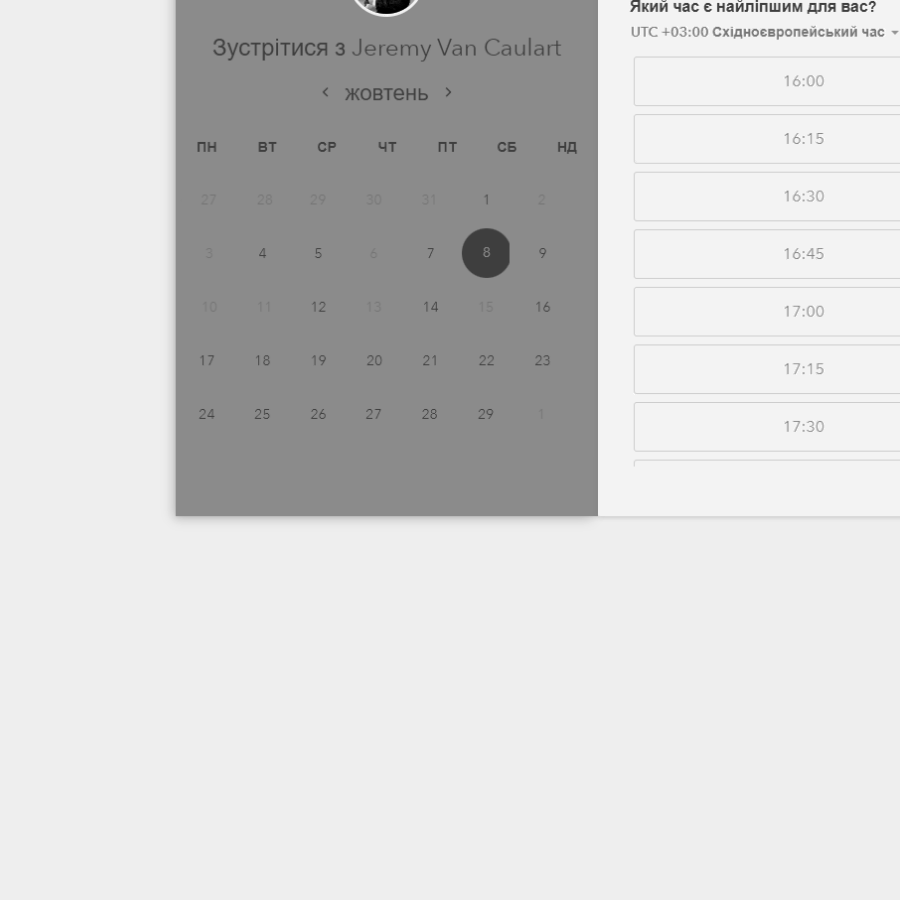 Зустрітися з Jeremy Van Caulart
‹ жовтень ›
ПН ВТ СР ЧТ ПТ СБ НД
27 28 29 30 31 1 2
3 4 5 6 7 8 9
10 11 12 13 14 15 16
17 18 19 20 21 22 23
24 25 26 27 28 29 1
Який час є найліпшим для вас?
UTC +03:00 Східноєвропейський час
16:00
16:15
16:30
16:45
17:00
17:15
17:30